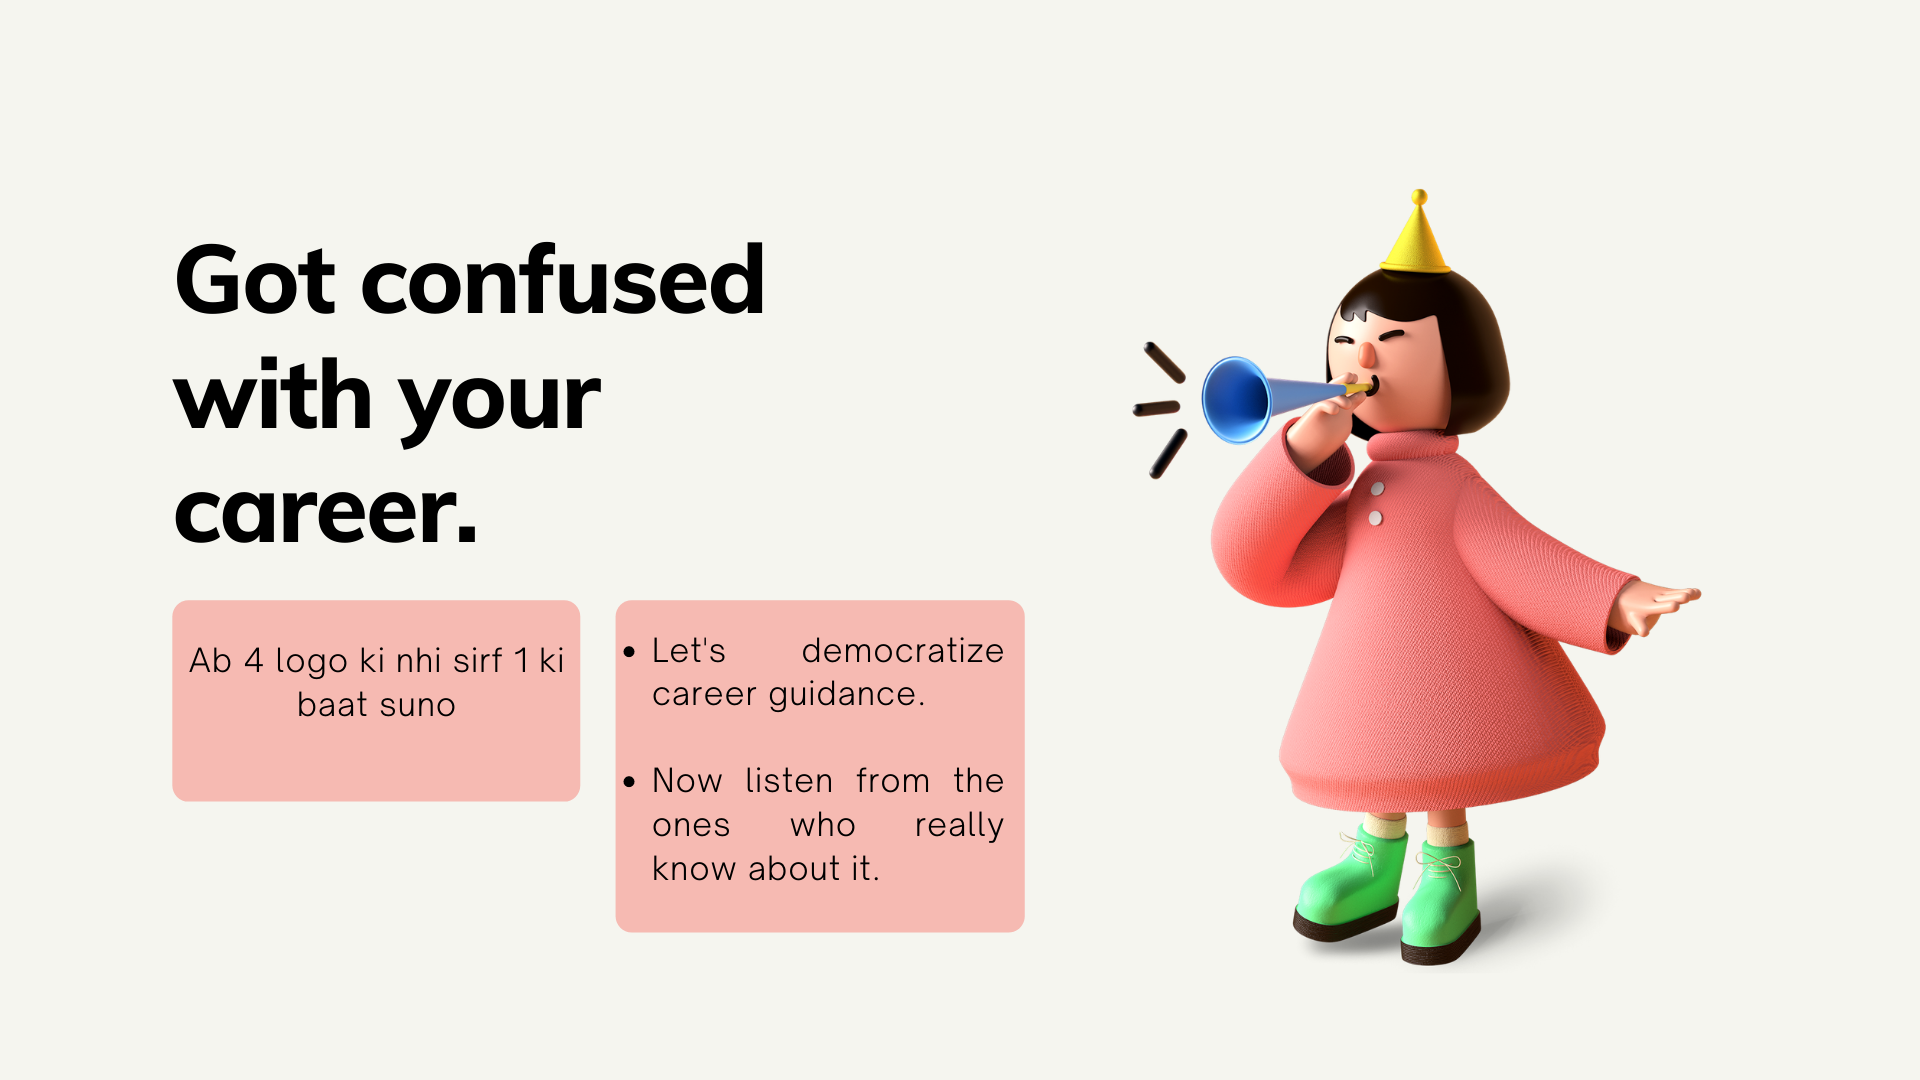 Got confused
with your
career.
Ab 4 logo ki nhi sirf 1 ki
baat suno
• Let's democratize
career guidance.
• Now listen from the
ones who really
know about it.